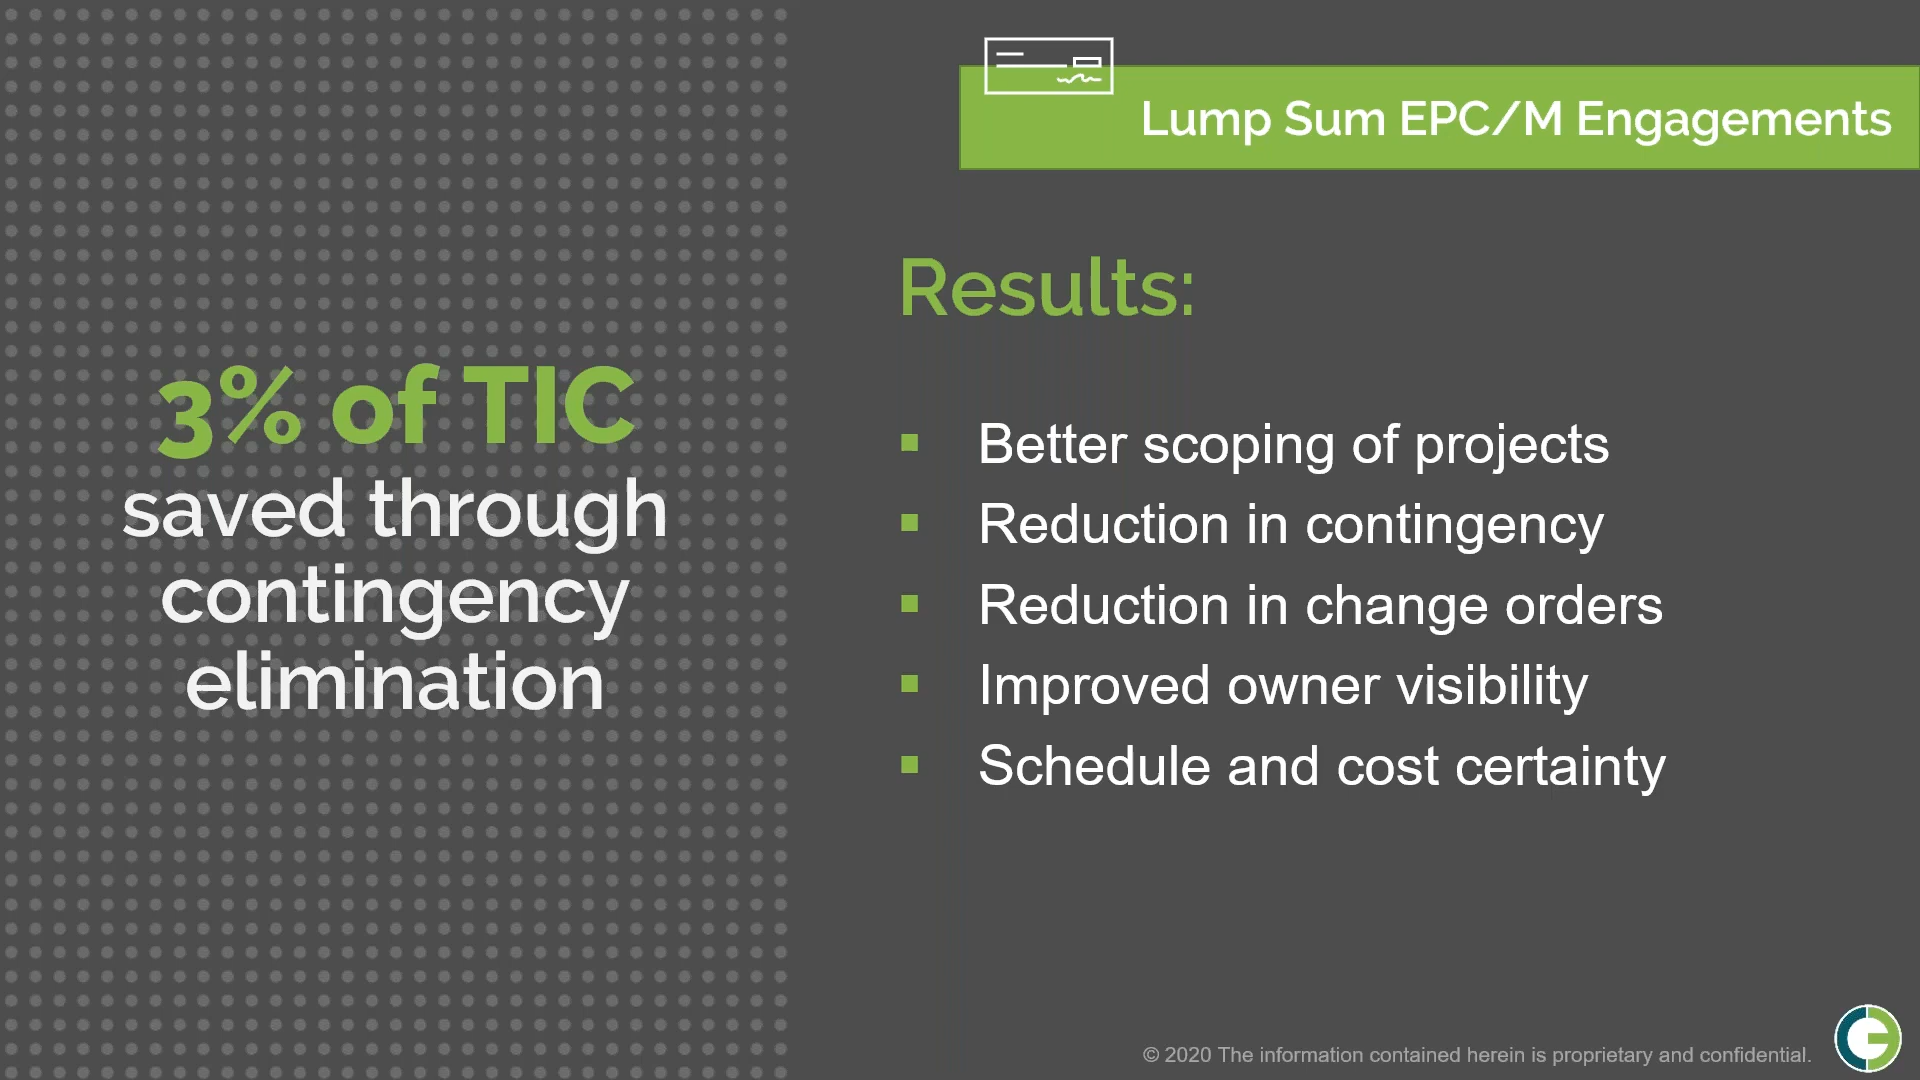 Lump Sum EPC/M Engagements
3% of TIC
saved through
contingency
elimination
Results:
Better scoping of projects
Reduction in contingency
Reduction in change orders
Improved owner visibility
Schedule and cost certainty
© 2020 The information contained herein is proprietary and confidential.